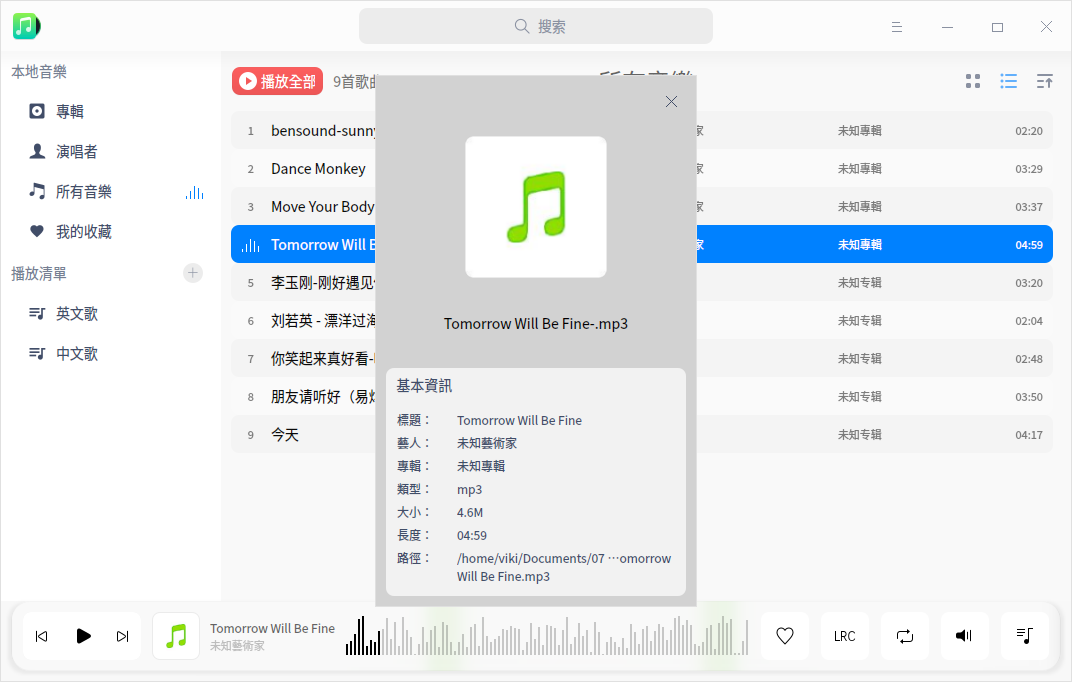 搜索
本地音樂
專輯
演唱者
所有音樂
我的收藏
播放清單
英文歌
中文歌
播放全部 9首歌曲
1 bensound-sunny 未知專輯 02:20
2 Dance Monkey 未知專輯 03:29
3 Move Your Body 未知專輯 03:37
Tomorrow Will 未知專輯 04:59
5 李玉刚-刚好遇见 未知专辑 03:20
6 刘若英 - 漂洋过海 未知专辑 02:04
7 你笑起来真好看- 未知专辑 02:48
8 朋友请听好（易烊 未知专辑 03:50
9 今天 未知专辑 04:17
Tomorrow Will Be Fine-.mp3
基本資訊
標題： Tomorrow Will Be Fine
藝人： 未知藝術家
專輯： 未知專輯
類型： mp3
大小： 4.6M
長度： 04:59
路徑： /home/viki/Documents/07 …omorrow
Will Be Fine.mp3
Tomorrow Will Be Fine
未知藝術家
LRC